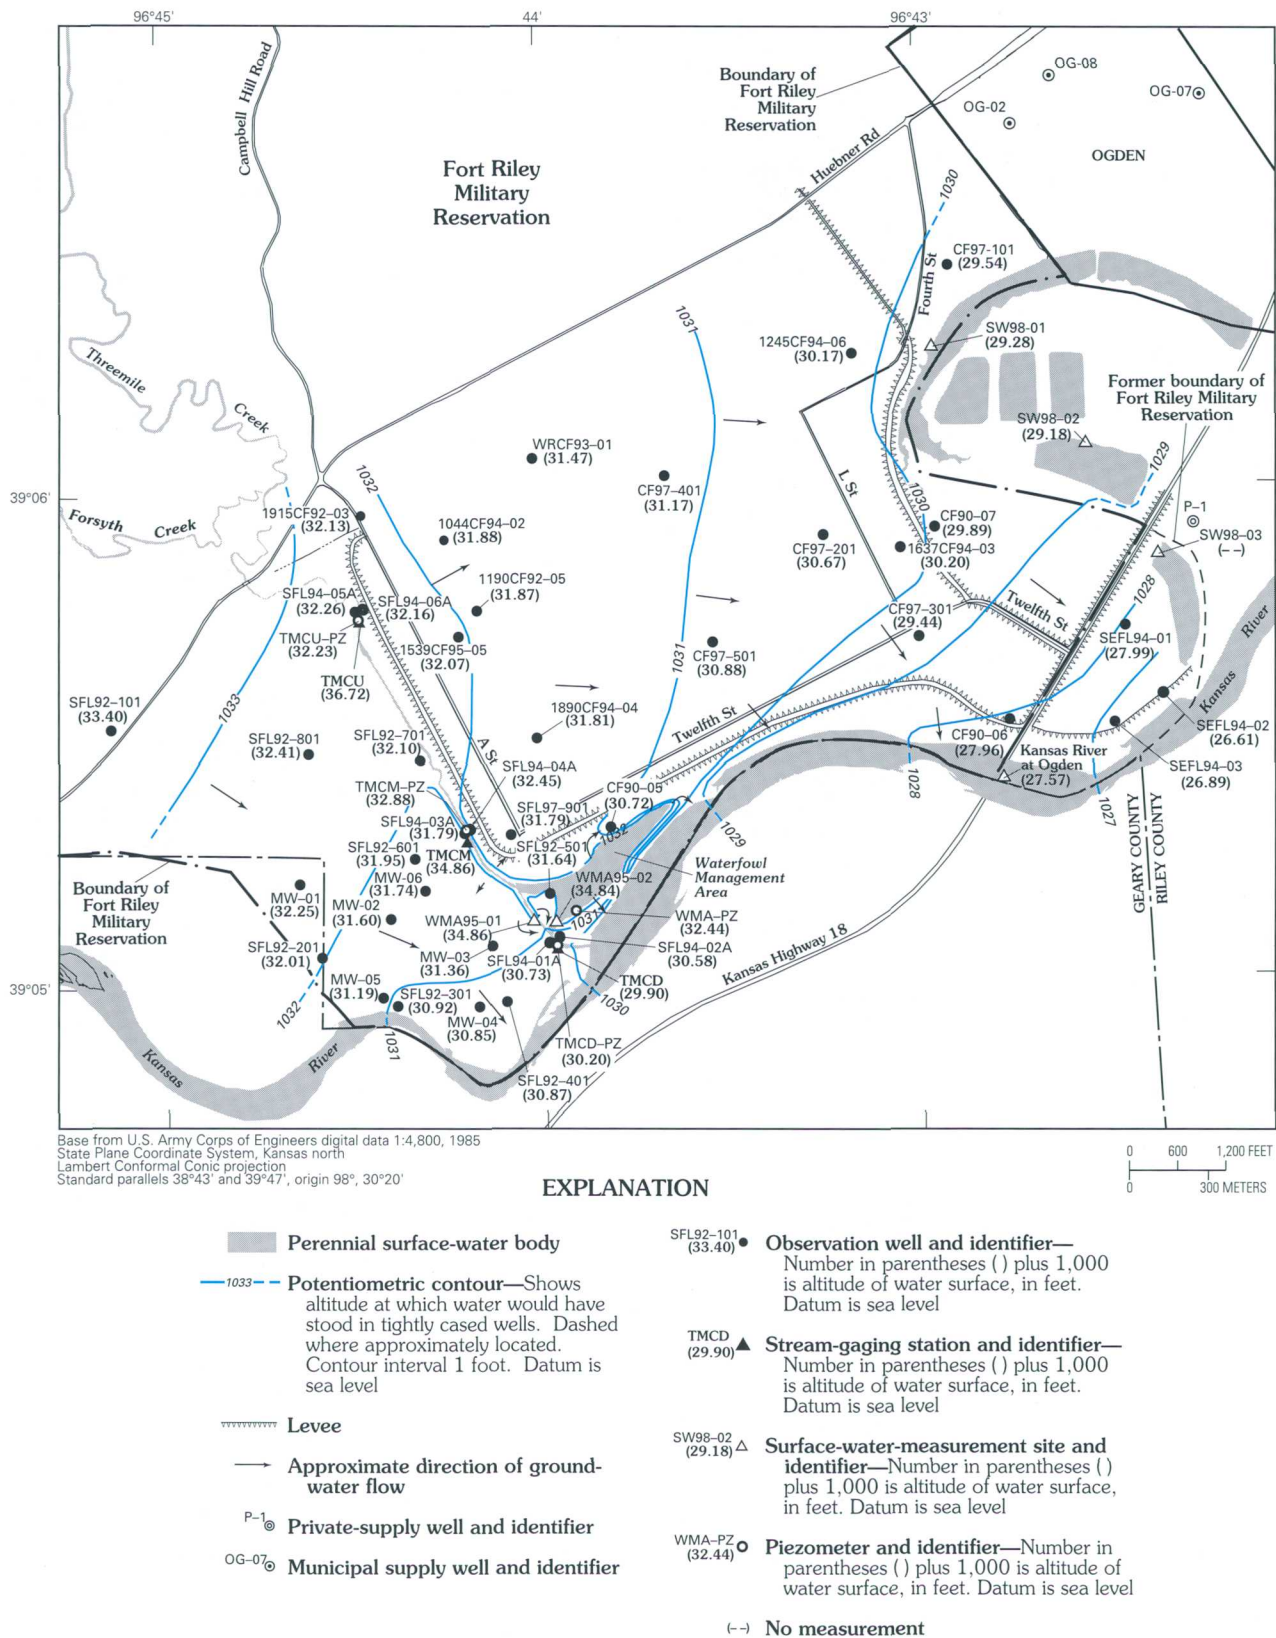 96°45'
44'
96°43'
Campbell Hill Road
Fort Riley
Military
Reservation
Boundary of
Fort Riley
Military
Reservation
Huebner Rd
OG-08
OG-07
OG-02
OGDEN
1030
CF97-101
(29.54)
Fourth St
1031
1245CF94-06
(30.17)
SW98-01
(29.28)
Former boundary of
Fort Riley Military
Reservation
Threemile
Creek
SW98-02
(29.18)
WRCF93-01
(31.47)
1029
39°06'
1032
CF97-401
(31.17)
L St
1030
P-1
Forsyth
Creek
1915CF92-03
(32.13)
1044CF94-02
(31.88)
CF90-07
(29.89)
SW98-03
(--)
CF97-201
(30.67)
1637CF94-03
(30.20)
1190CF92-05
(31.87)
SFL94-05A
(32.26)
SFL94-06A
(32.16)
1028
Twelfth St
CF97-301
(29.44)
TMCU-PZ
(32.23)
1539CF95-05
(32.07)
SEFL94-01
(27.99)
River
TMCU
(36.72)
1031
CF97-501
(30.88)
SFL92-101
(33.40)
1033
1890CF94-04
(31.81)
Kansas
Twelfth St
SEFL94-02
(26.61)
SFL92-801
(32.41)
SFL92-701
(32.10)
A St
CF90-06
(27.96)
Kansas River
at Ogden
(27.57)
SEFL94-03
(26.89)
SFL94-04A
(32.45)
TMCM-PZ
(32.88)
CF90-05
(30.72)
1028
SFL97-901
(31.79)
1027
SFL94-03A
(31.79)
1032
1029
SFL92-601
(31.95)
TMCM
(34.86)
SFL92-501
(31.64)
Waterfowl
Management
Area
GEARY COUNTY
RILEY COUNTY
Boundary of
Fort Riley
Military
Reservation
MW-01
(32.25)
MW-06
(31.74)
WMA95-02
(34.84)
MW-02
(31.60)
WMA95-01
(34.86)
1031
WMA-PZ
(32.44)
SFL92-201
(32.01)
MW-03
(31.36)
SFL94-01A
(30.73)
SFL94-02A
(30.58)
Kansas Highway 18
39°05'
MW-05
(31.19)
SFL92-301
(30.92)
TMCD
(29.90)
1032
1030
MW-04
(30.85)
1031
TMCD-PZ
(30.20)
Kansas
River
SFL92-401
(30.87)
Base from U.S. Army Corps of Engineers digital data 1:4,800, 1985
State Plane Coordinate System, Kansas north
Lambert Conformal Conic projection
Standard parallels 38°43' and 39°47', origin 98°, 30°20'
0 600 1,200 FEET
0 300 METERS
EXPLANATION
Perennial surface-water body
1033 Potentiometric contour—Shows
altitude at which water would have
stood in tightly cased wells. Dashed
where approximately located.
Contour interval 1 foot. Datum is
sea level
Levee
Approximate direction of ground-
water flow
P-1 Private-supply well and identifier
OG-07 Municipal supply well and identifier
SFL92-101
(33.40)
Observation well and identifier—
Number in parentheses ( ) plus 1,000
is altitude of water surface, in feet.
Datum is sea level
TMCD
(29.90)
Stream-gaging station and identifier—
Number in parentheses ( ) plus 1,000
is altitude of water surface, in feet.
Datum is sea level
SW98-02
(29.18)
Surface-water-measurement site and
identifier—Number in parentheses ( )
plus 1,000 is altitude of water surface,
in feet. Datum is sea level
WMA-PZ
(32.44)
Piezometer and identifier—Number in
parentheses ( ) plus 1,000 is altitude of
water surface, in feet. Datum is sea level
(--) No measurement